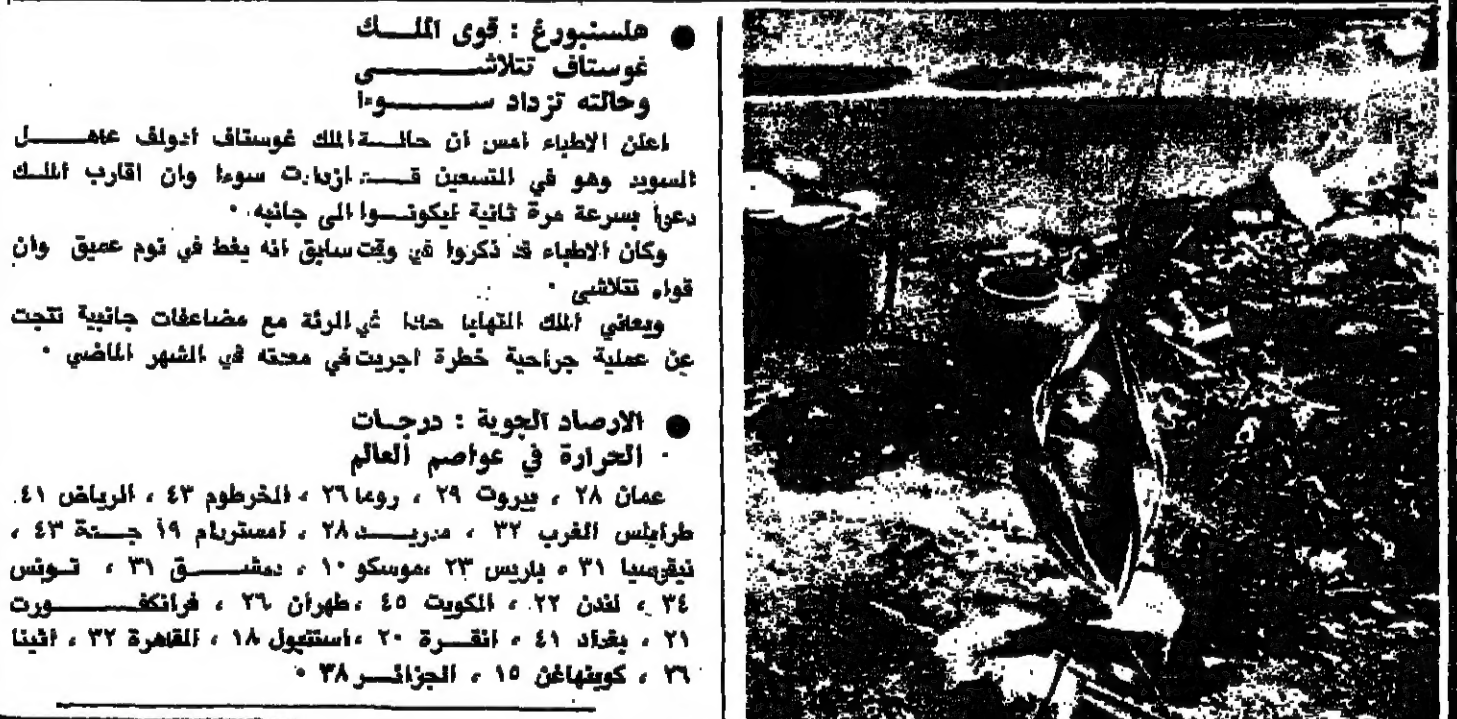 ● هلسنبورغ : قوى الملك
غوستاف تتلاشى
وحالته تزداد سوءا
اعلن الاطباء امس أن حالة الملك غوستاف ادولف عاهل
السويد وهو في التسعين قد ازدادت سوءا وان اقارب الملك
دعوا بسرعة مرة ثانية ليكونوا الى جانبه •
وكان الاطباء قد ذكروا في وقت سابق انه يغط في نوم عميق وان
قواه تتلاشى •
ويعاني الملك التهابا حادا في الرئة مع مضاعفات جانبية نتجت
عن عملية جراحية خطرة اجريت في معدته في الشهر الماضي •
● الارصاد الجوية : درجات
الحرارة في عواصم العالم
عمان ٢٨ ، بيروت ٢٩ ، روما ٢٦ ، الخرطوم ٤٣ ، الرياض ٤١
طرابلس الغرب ٣٢ ، مدريد ٢٨ ، امستردام ١٩ جدة ٤٣ ،
نيقوسيا ٣١ ، باريس ٢٣ ،موسكو ١٠ ، دمشق ٣١ ، تونس
٣٤ ، لندن ٢٢ ، الكويت ٤٥ ،طهران ٢٦ ، فرانكفورت
٢١ ، بغداد ٤١ ، انقرة ٢٠ ،استنبول ١٨ ، القاهرة ٣٢ ، اثينا
٢٦ ، كوبنهاغن ١٥ ، الجزائر ٣٨ •